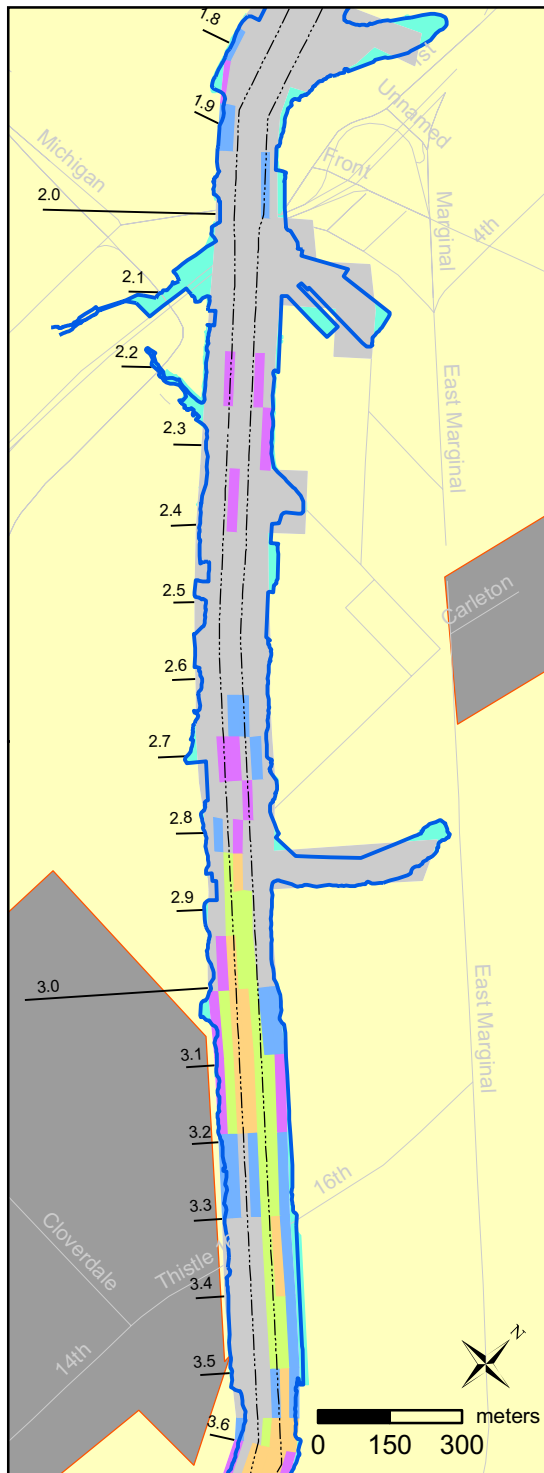 1.8
1st
1.9
Unnamed
Michigan
Front
2.0
Marginal
4th
2.1
2.2
East Marginal
2.3
2.4
2.5
Carleton
2.6
2.7
2.8
2.9
3.0
East Marginal
3.1
3.2
16th
3.3
Cloverdale
Thistle
3.4
14th
3.5
N
3.6
meters
0 150 300